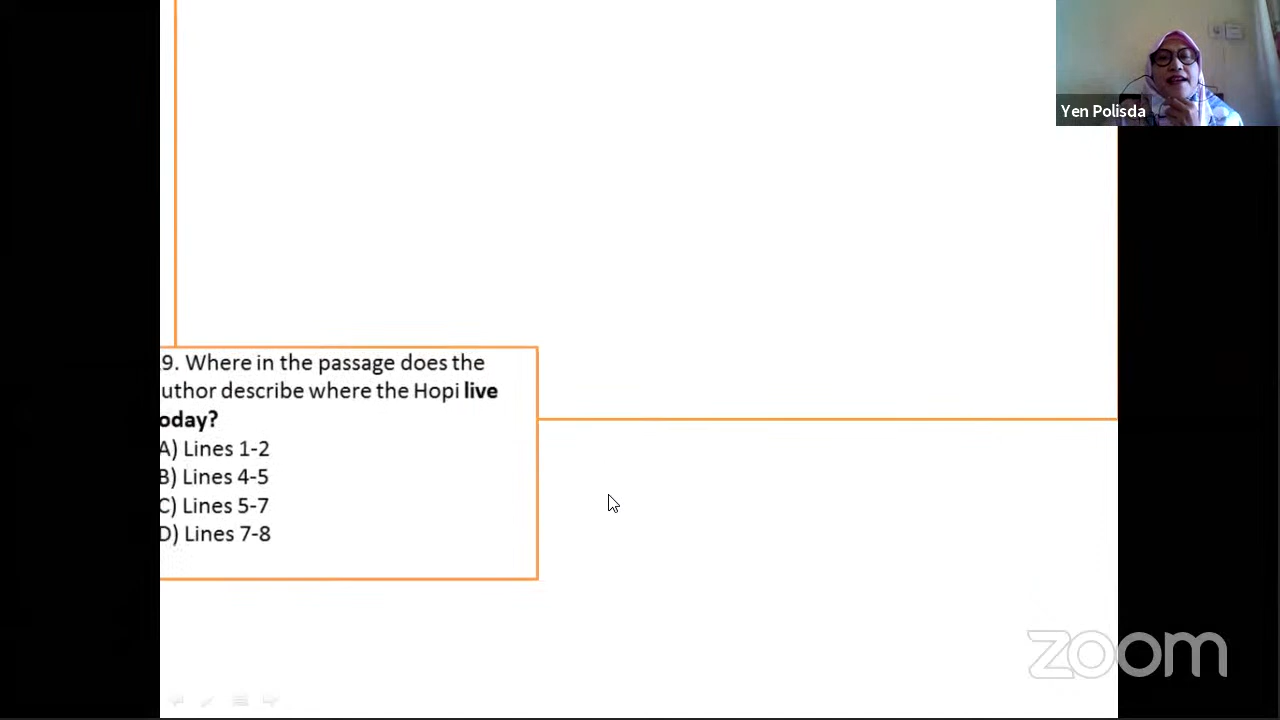 Yen Polisda
9. Where in the passage does the
uthor describe where the Hopi live
oday?
A) Lines 1-2
B) Lines 4-5
C) Lines 5-7
D) Lines 7-8
zoom